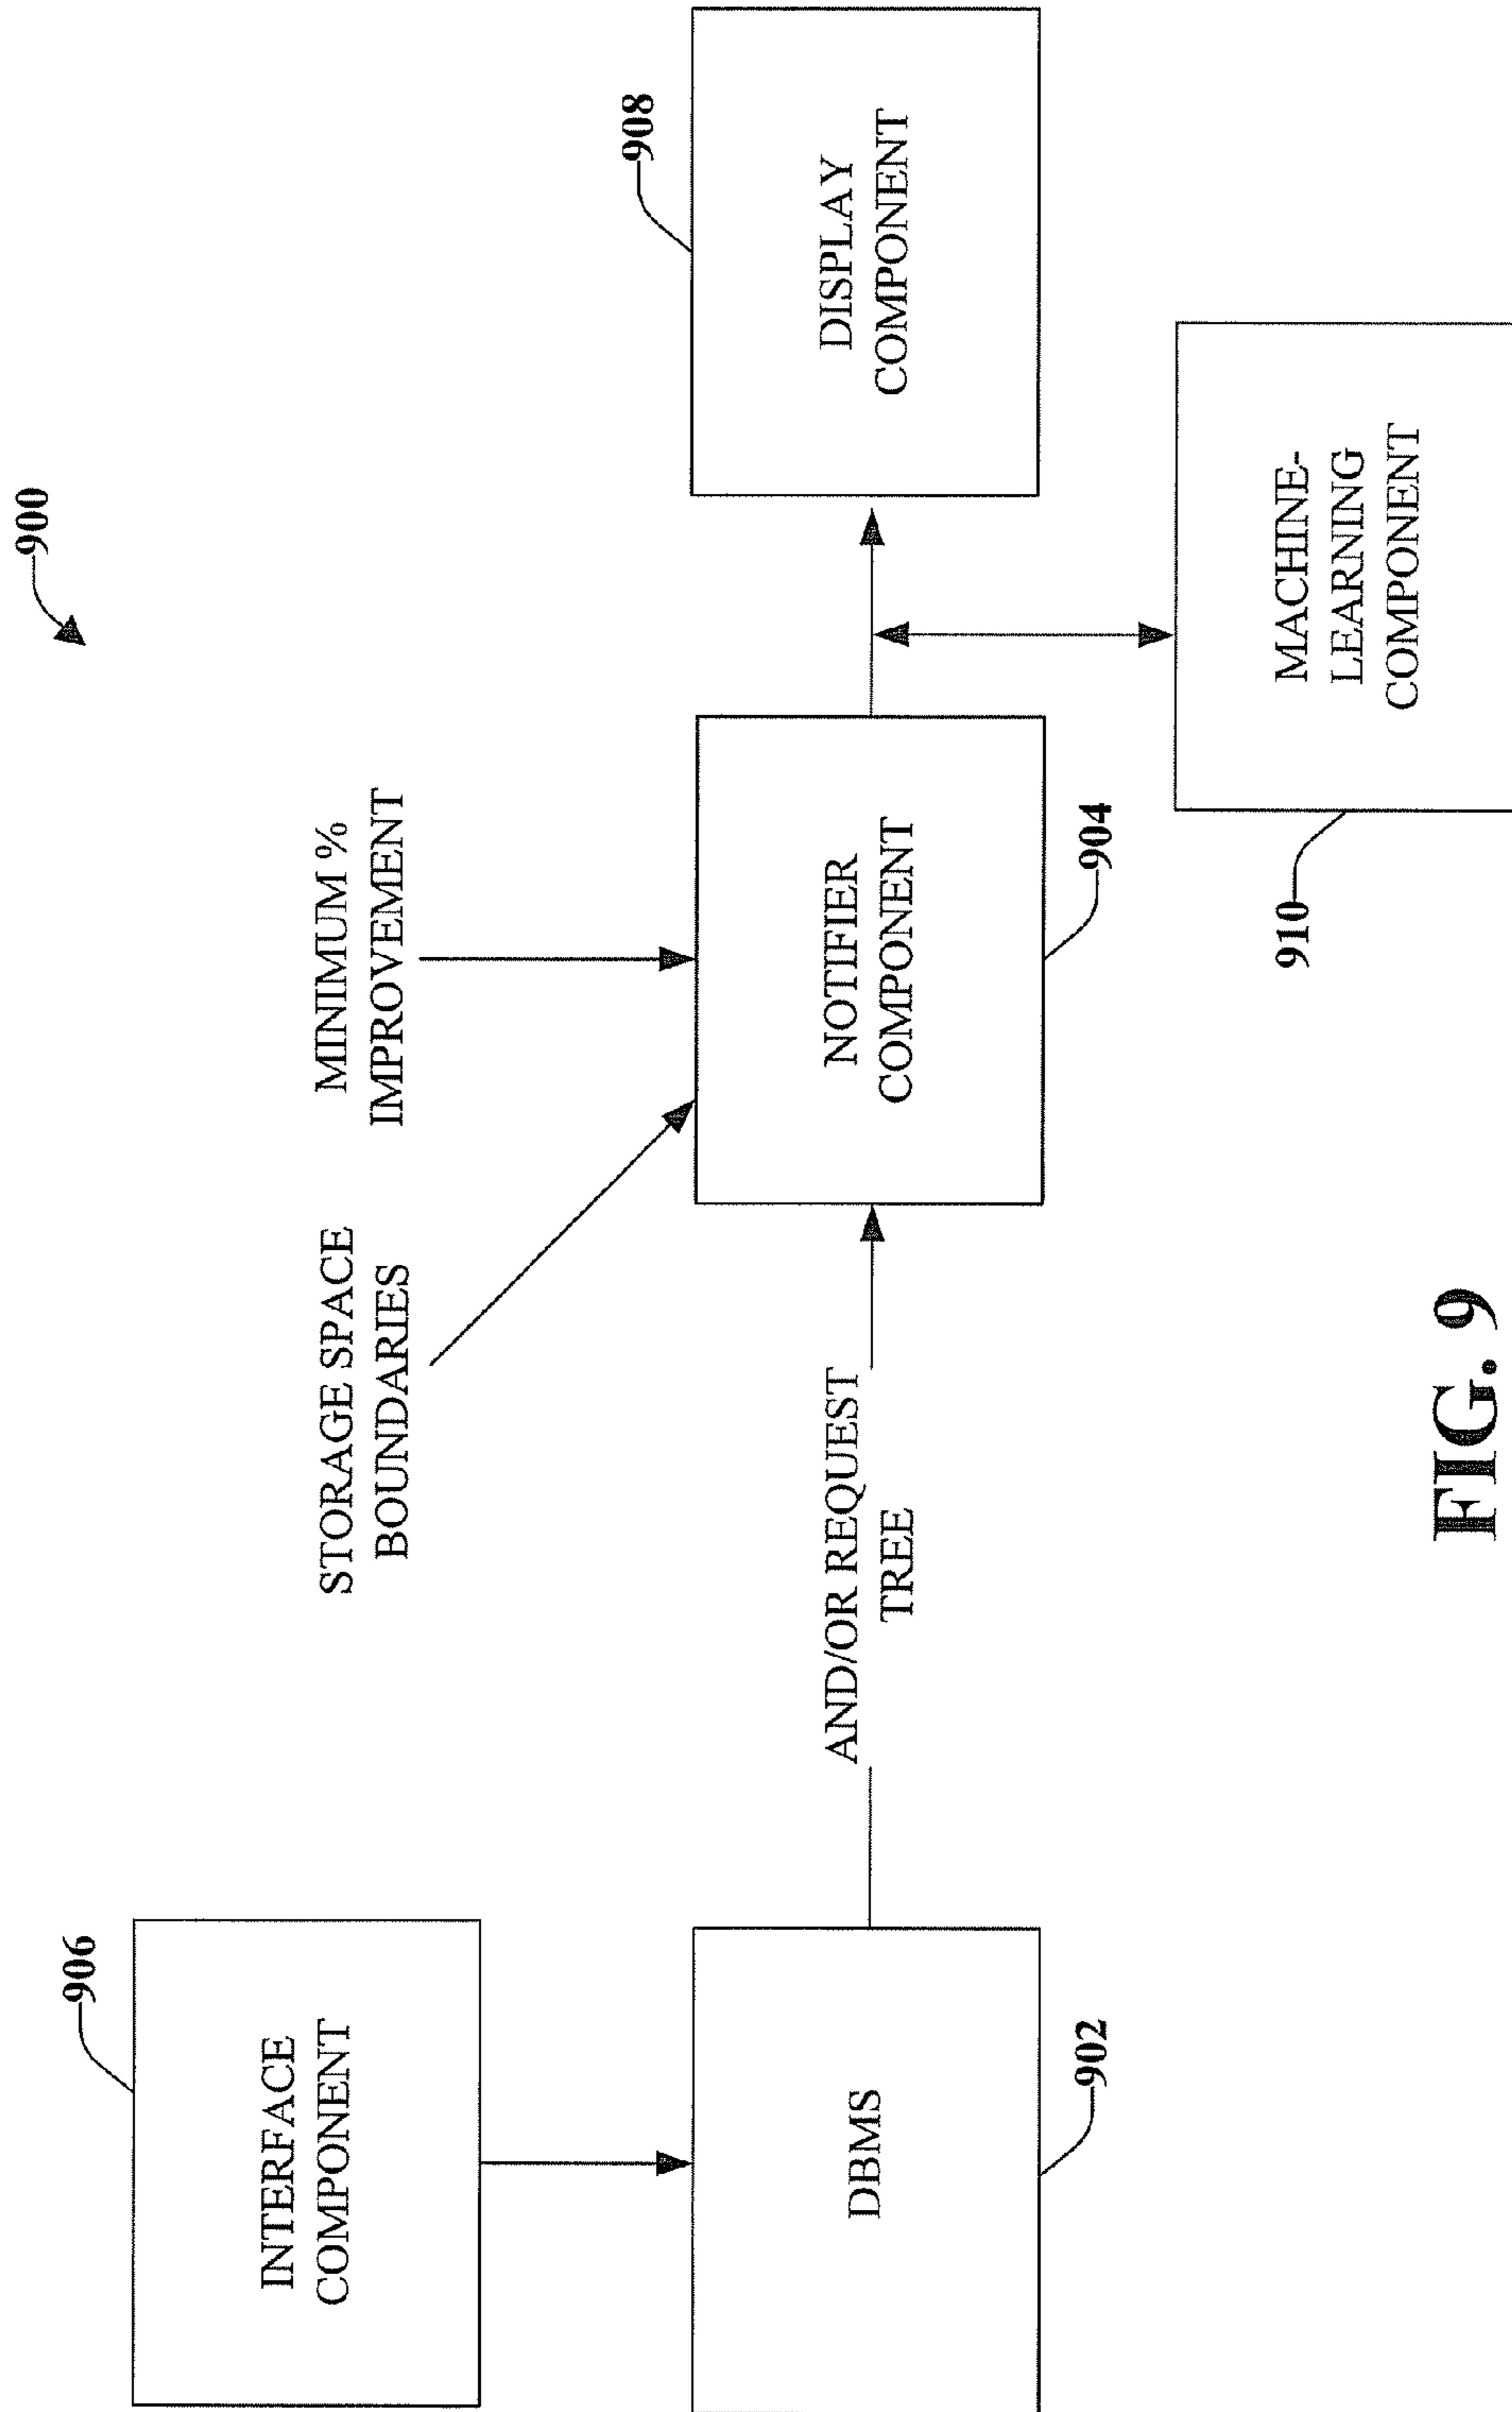 900
906
INTERFACE
COMPONENT
STORAGE SPACE
BOUNDARIES
MINIMUM %
IMPROVEMENT
908
DBMS
AND/OR REQUEST
TREE
NOTIFIER
COMPONENT
DISPLAY
COMPONENT
902
904
MACHINE-
LEARNING
COMPONENT
910
FIG. 9